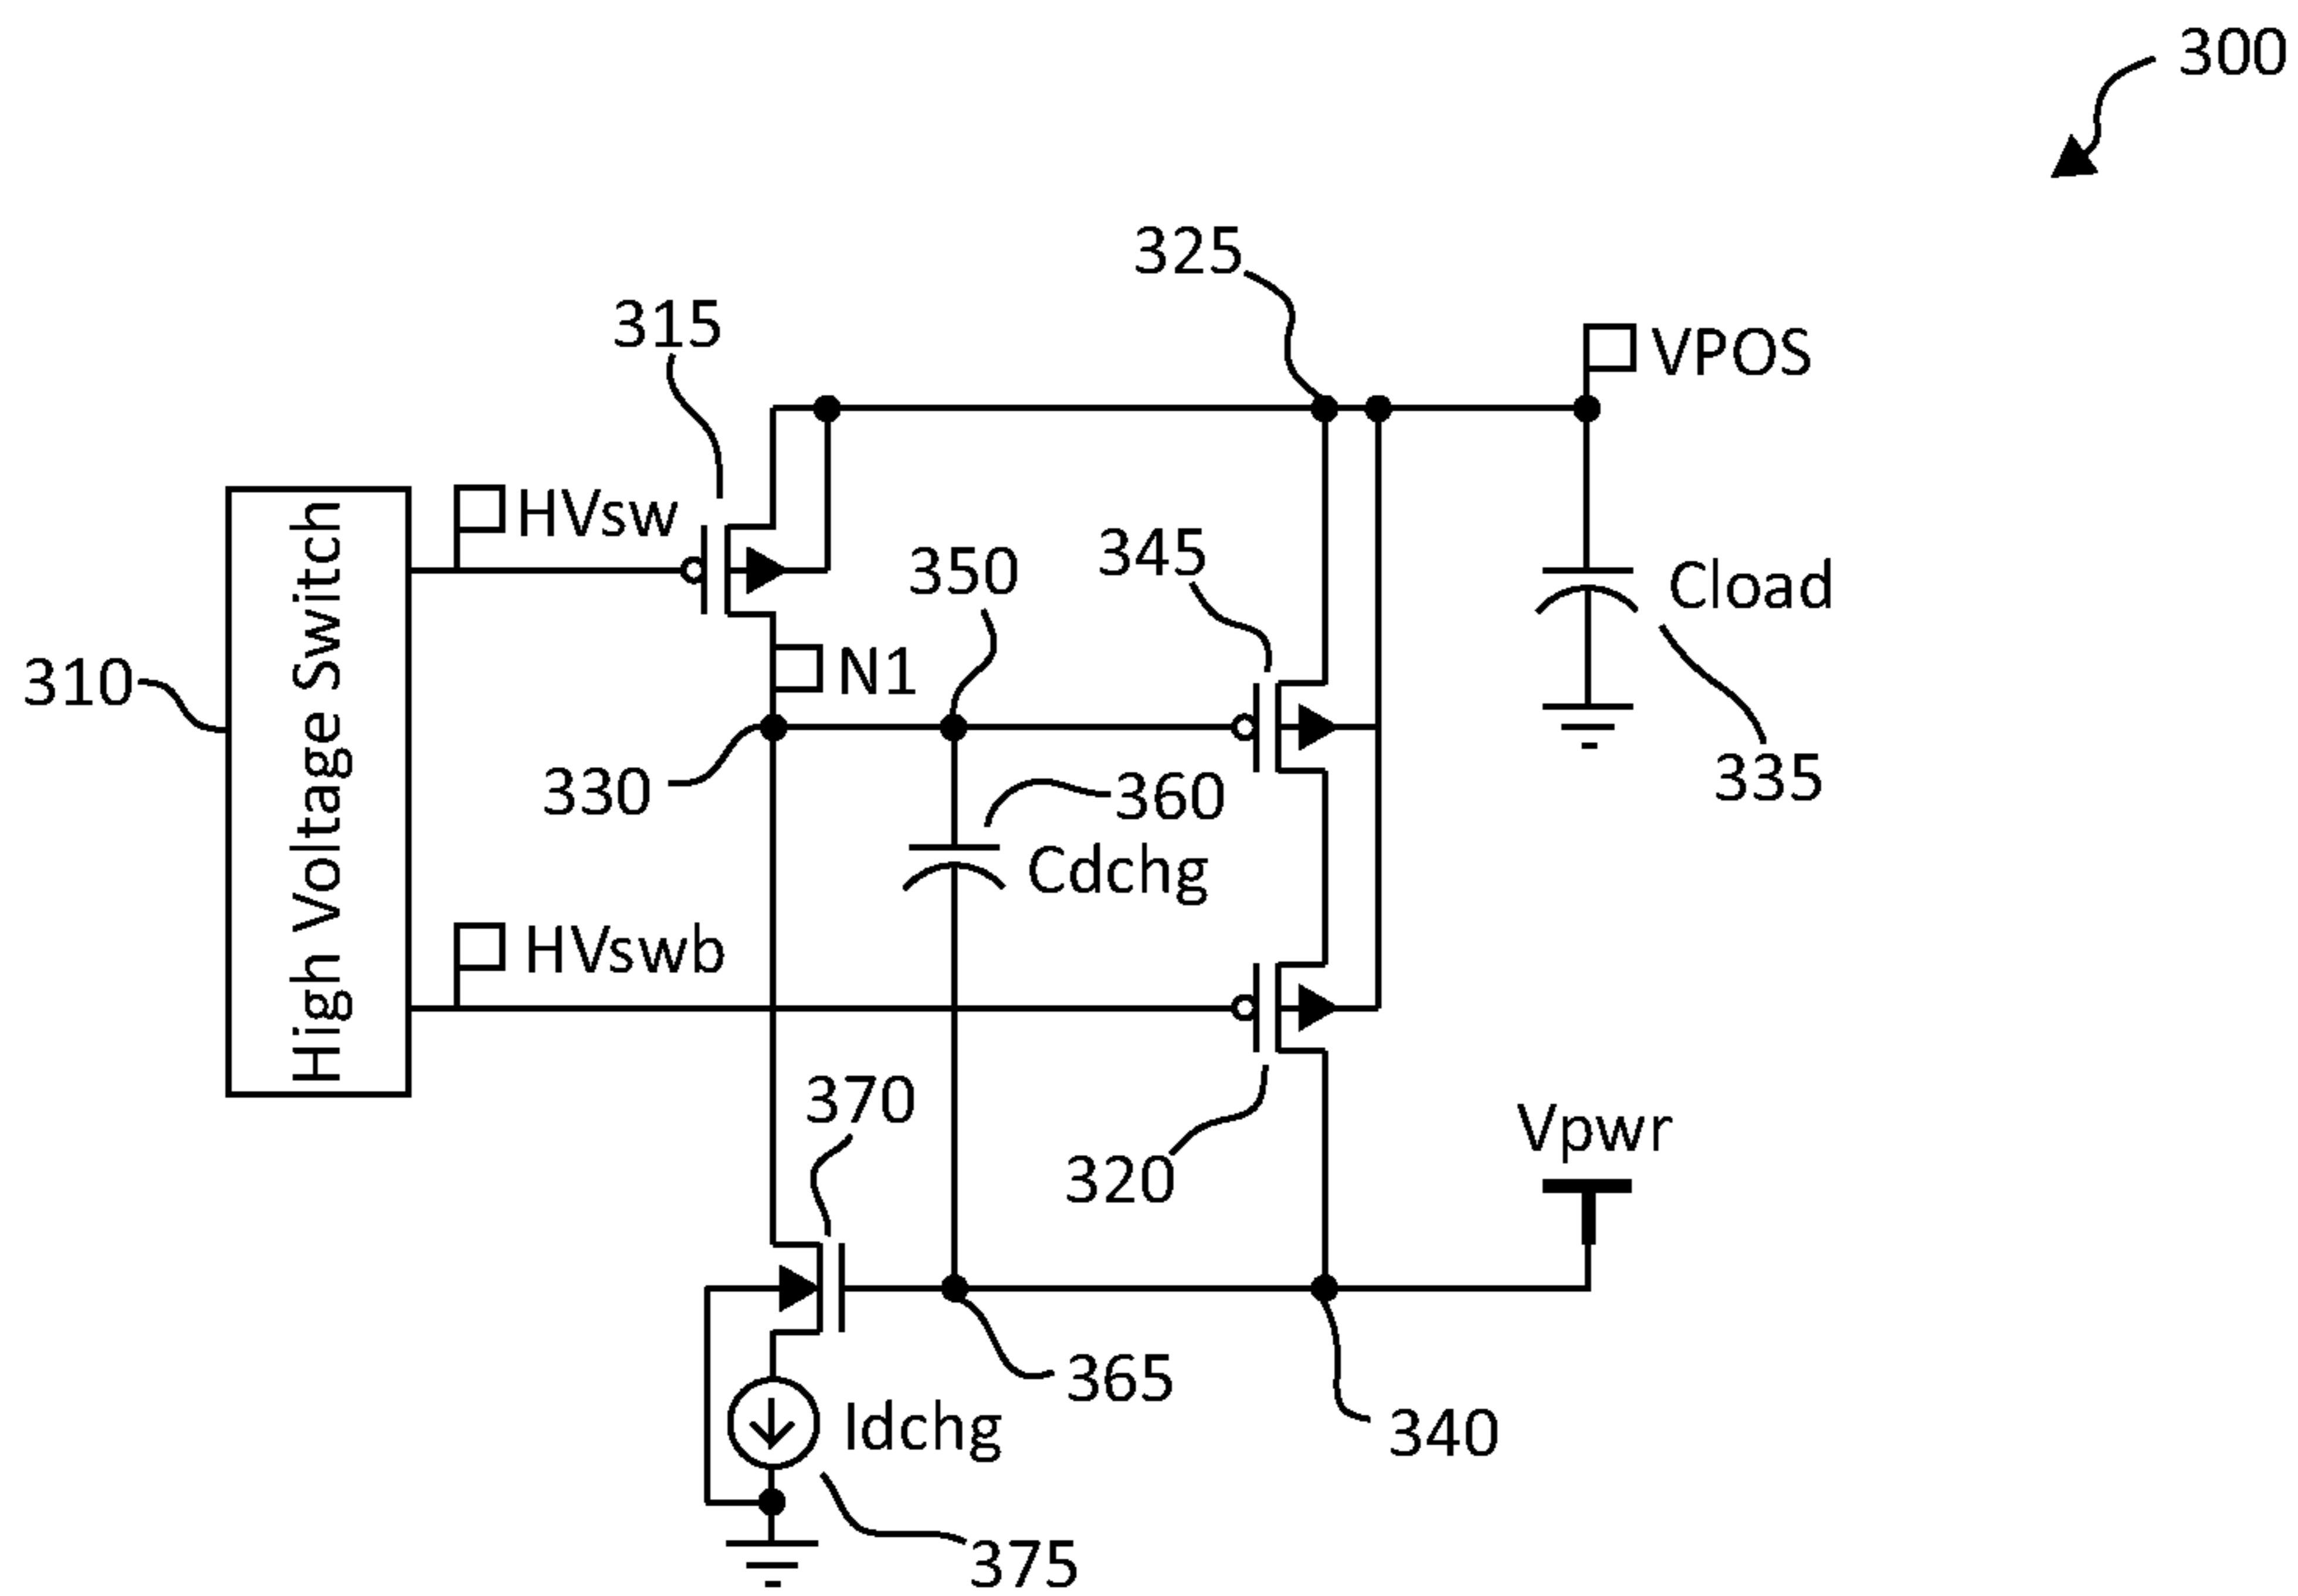 300
325
315
VPOS
HVsw
350
345
Cload
High Voltage Switch
310
N1
330
360
335
Cdchg
HVswb
370
Vpwr
320
365
Idchg
340
375